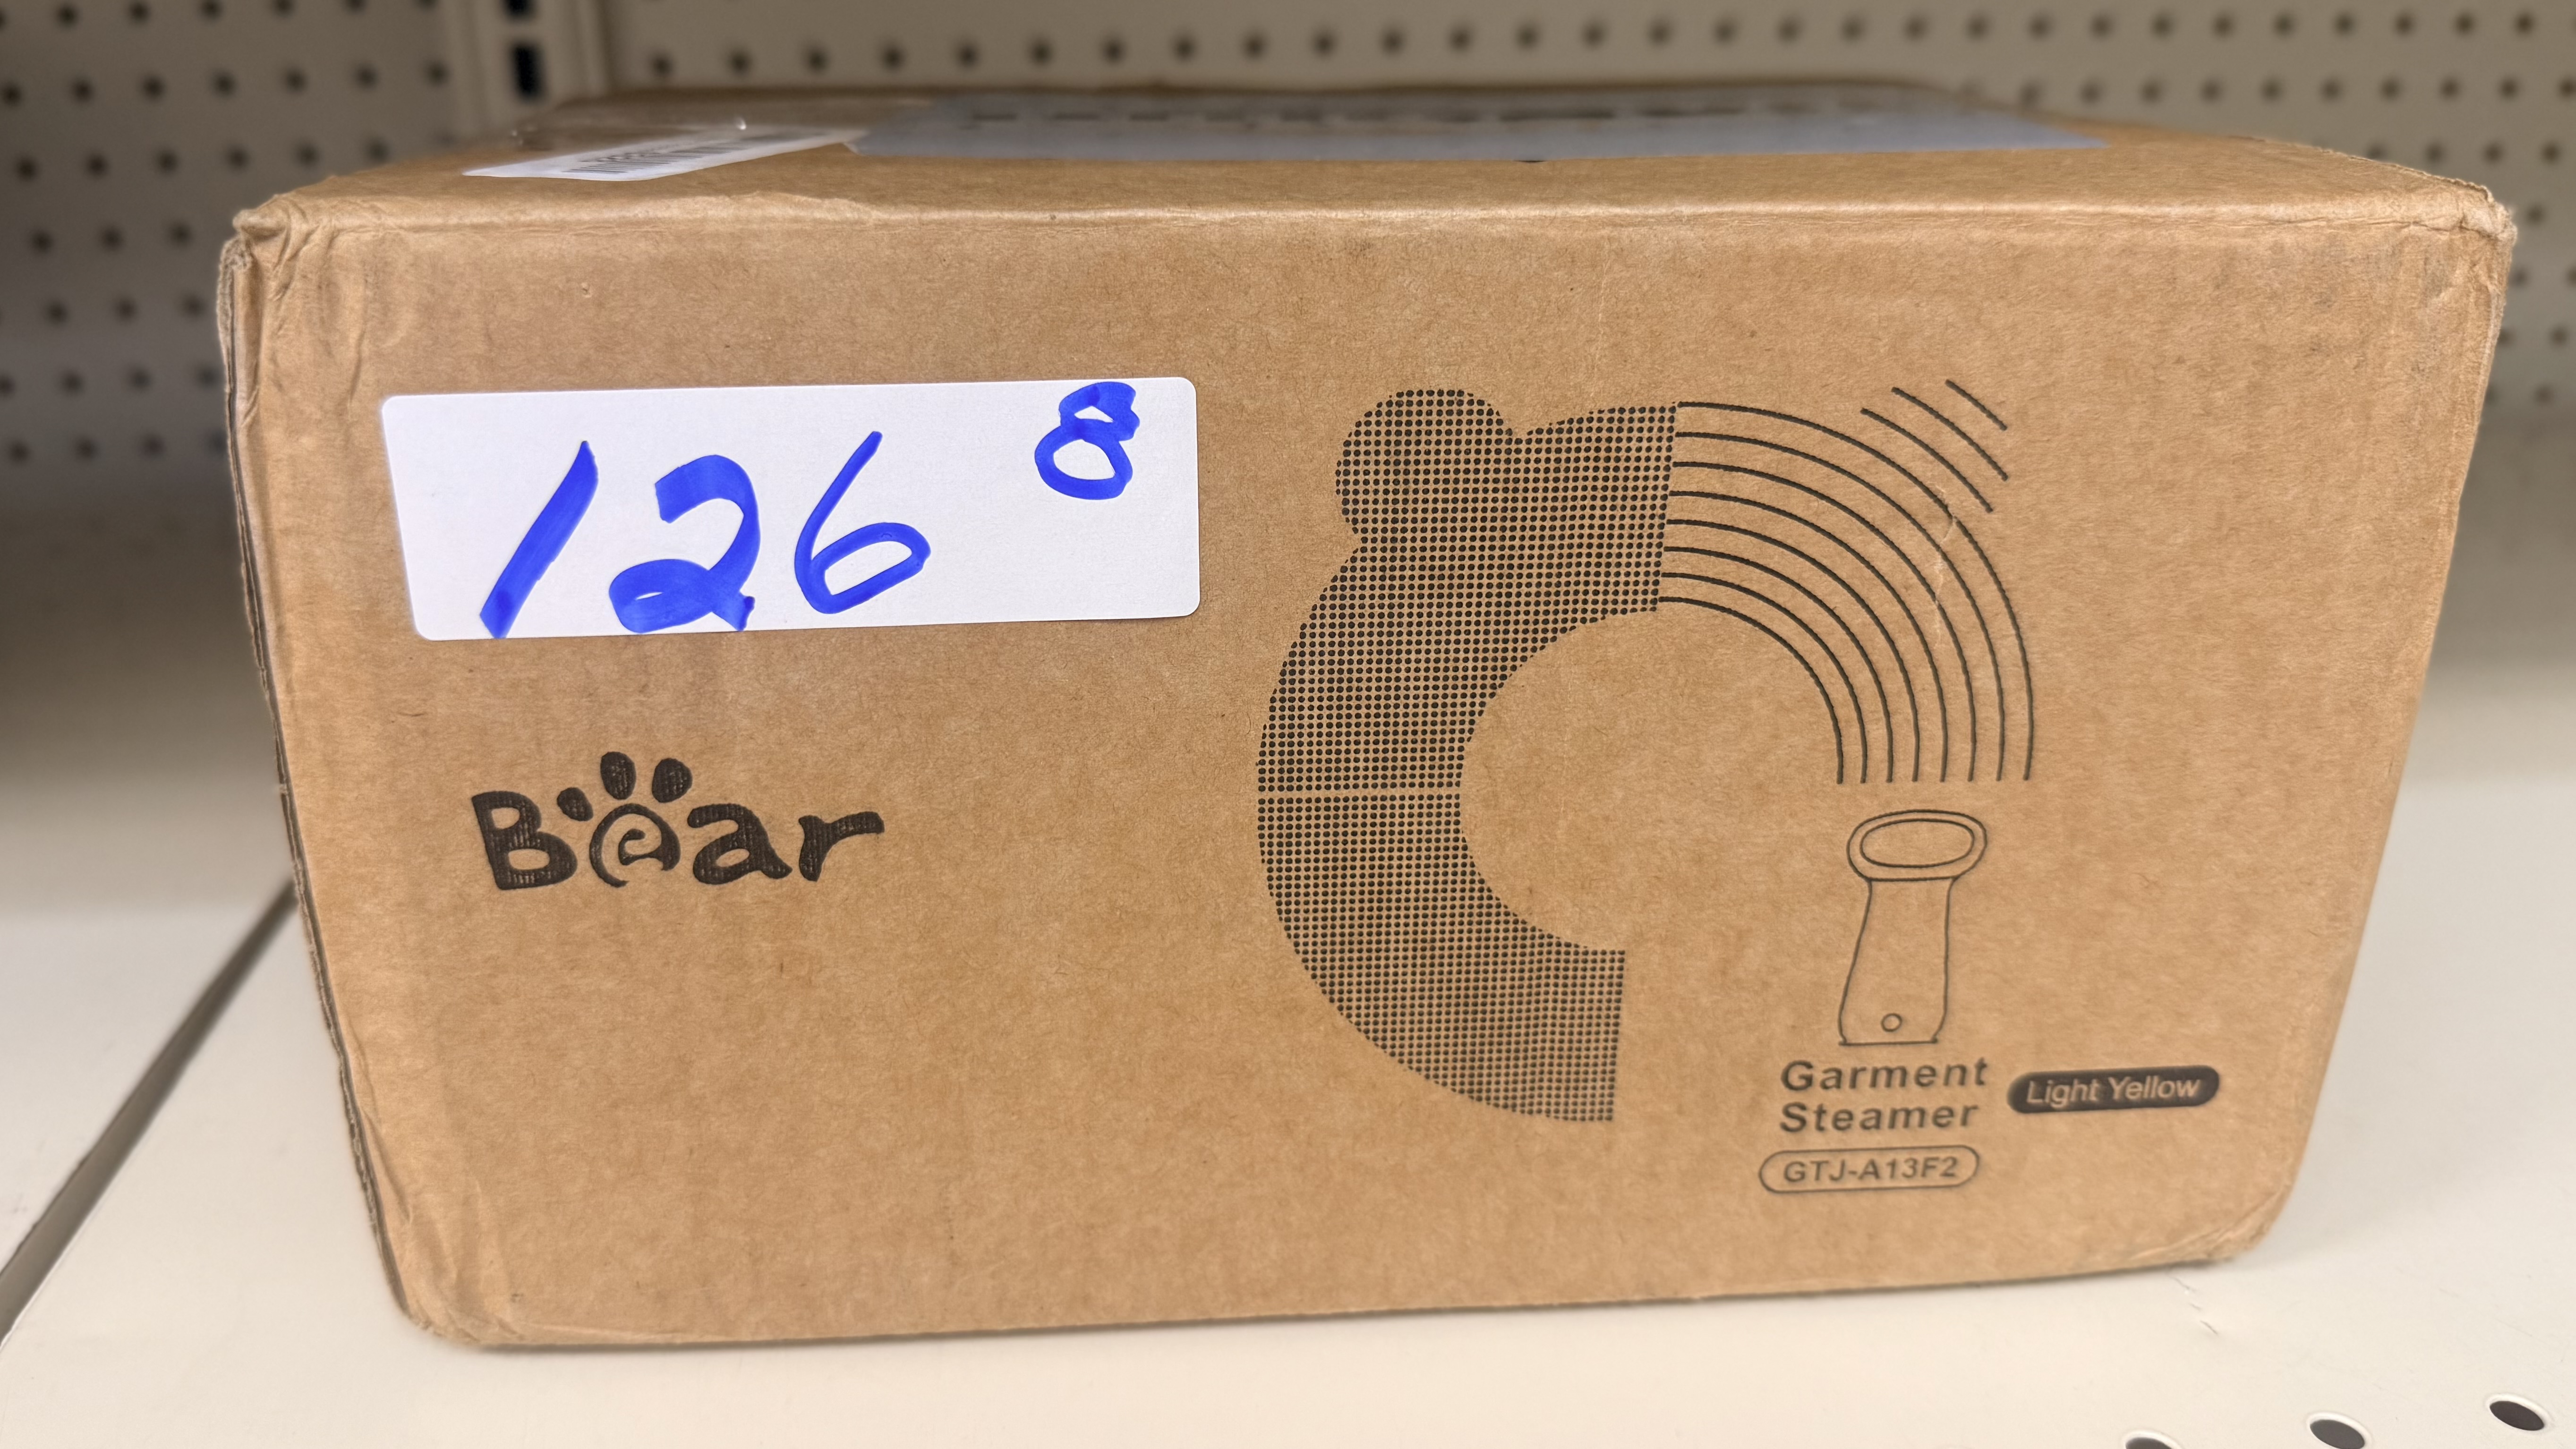 126 8
Bear
Garment
Steamer
Light Yellow
GTJ-A13F2